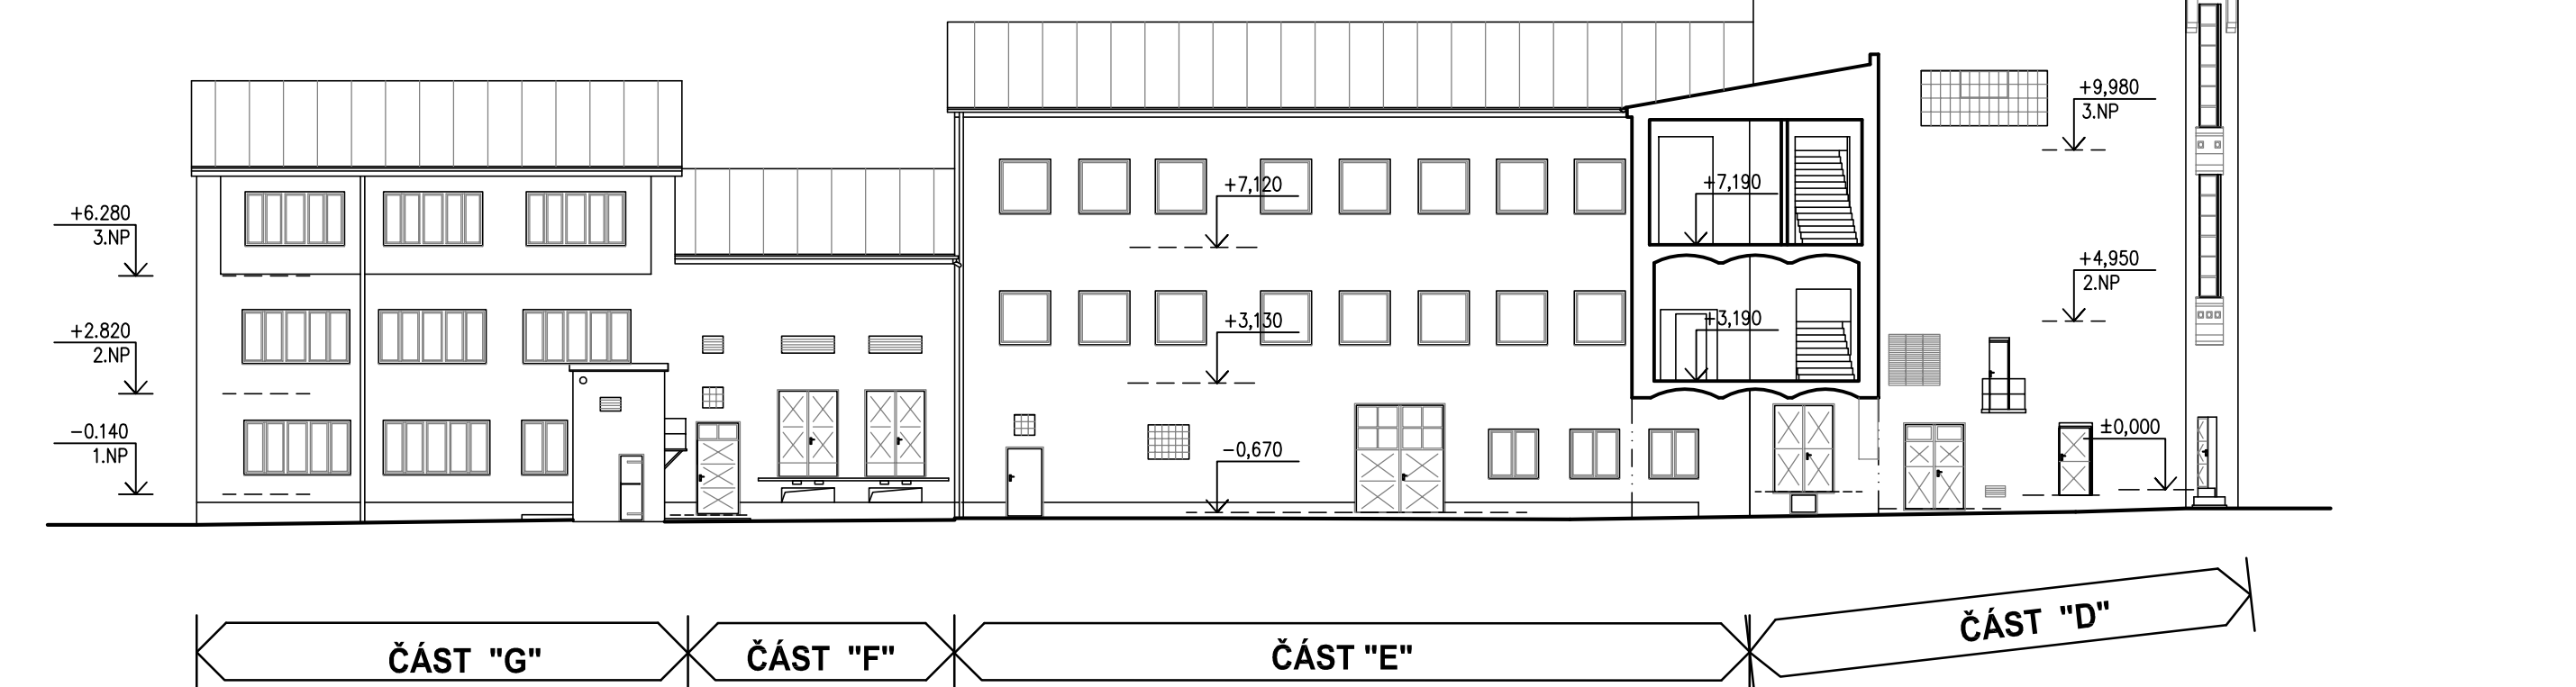 +9,980
3.NP
+7,120
+7,190
+6.280
3.NP
+4,950
2.NP
+2.820
2.NP
+3,130
+3,190
-0.140
1.NP
-0,670
±0,000
ČÁST "G"
ČÁST "F"
ČÁST "E"
ČÁST "D"